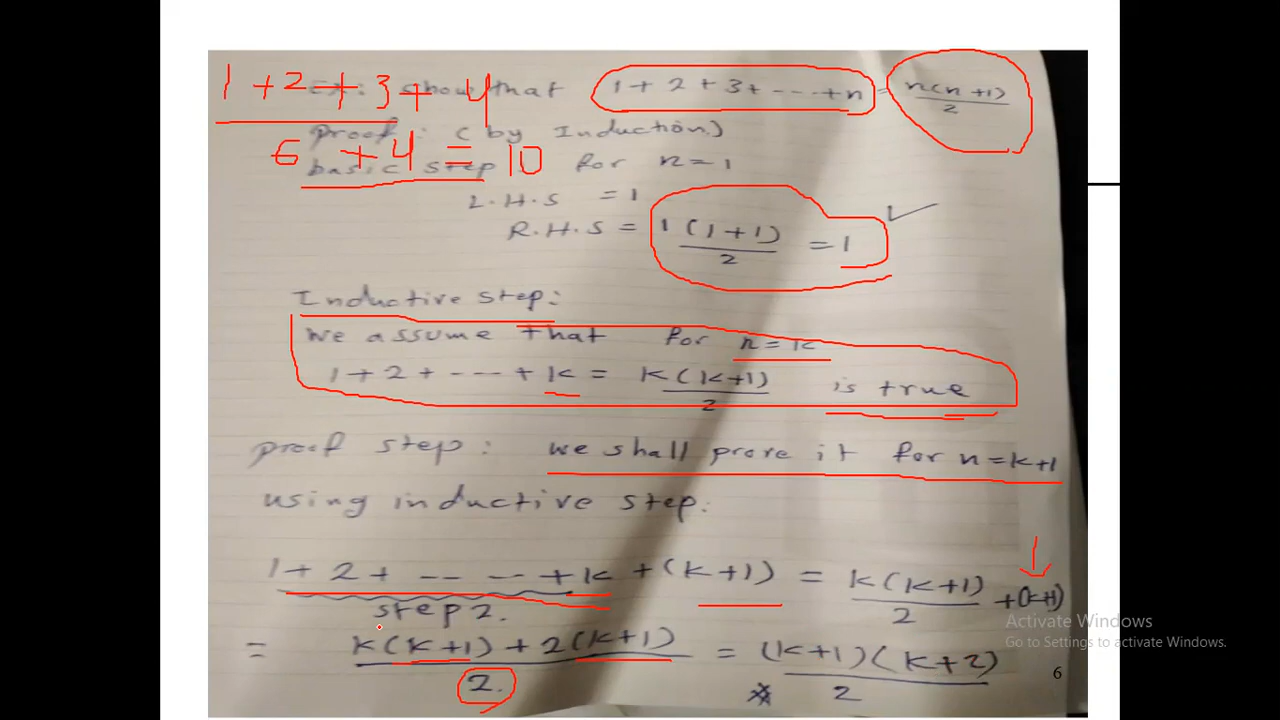 Ex: show that 1 + 2 + 3 + - - - + n = n(n+1)/2
1 + 2 + 3 + 4
proof: (by Induction)
6 + 4 = 10
basic step for n = 1
L.H.S = 1
R.H.S = 1(1+1)/2 = 1 ✓
Inductive step:
We assume that for n = k
1 + 2 + - - - + k = k(k+1)/2 is true
proof step: we shall prove it for n = k+1
using inductive step:
1 + 2 + - - - - + k + (k+1) = k(k+1)/2 + (k+1)
step 2.
= k(k+1) + 2(k+1)/2. = (k+1)(k+2)/2
Activate Windows
Go to Settings to activate Windows.
6